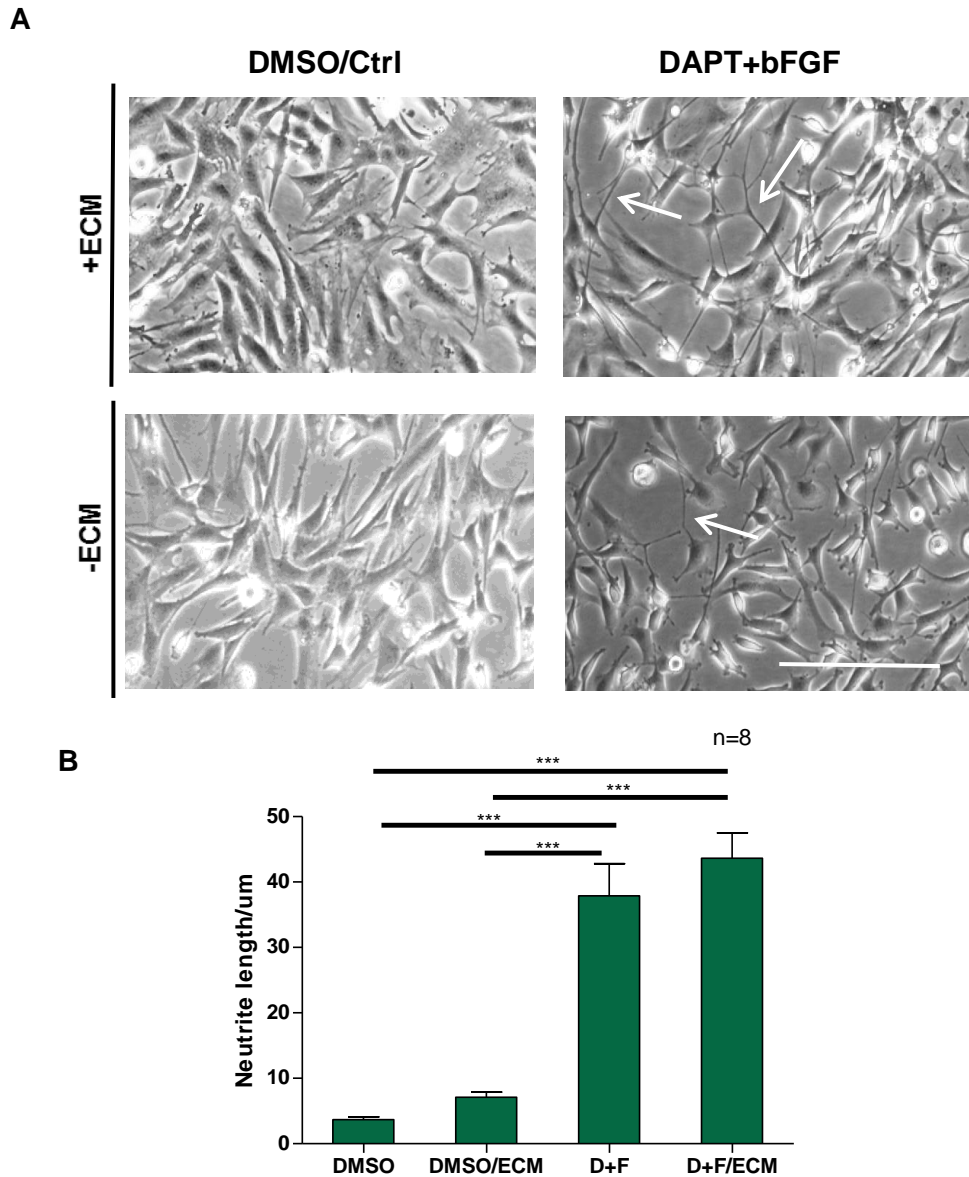 A
DMSO/Ctrl DAPT+bFGF
+ECM
-ECM
B
n=8
***
***
***
***
Neutrite length/um
50
40
30
20
10
0
DMSO DMSO/ECM D+F D+F/ECM